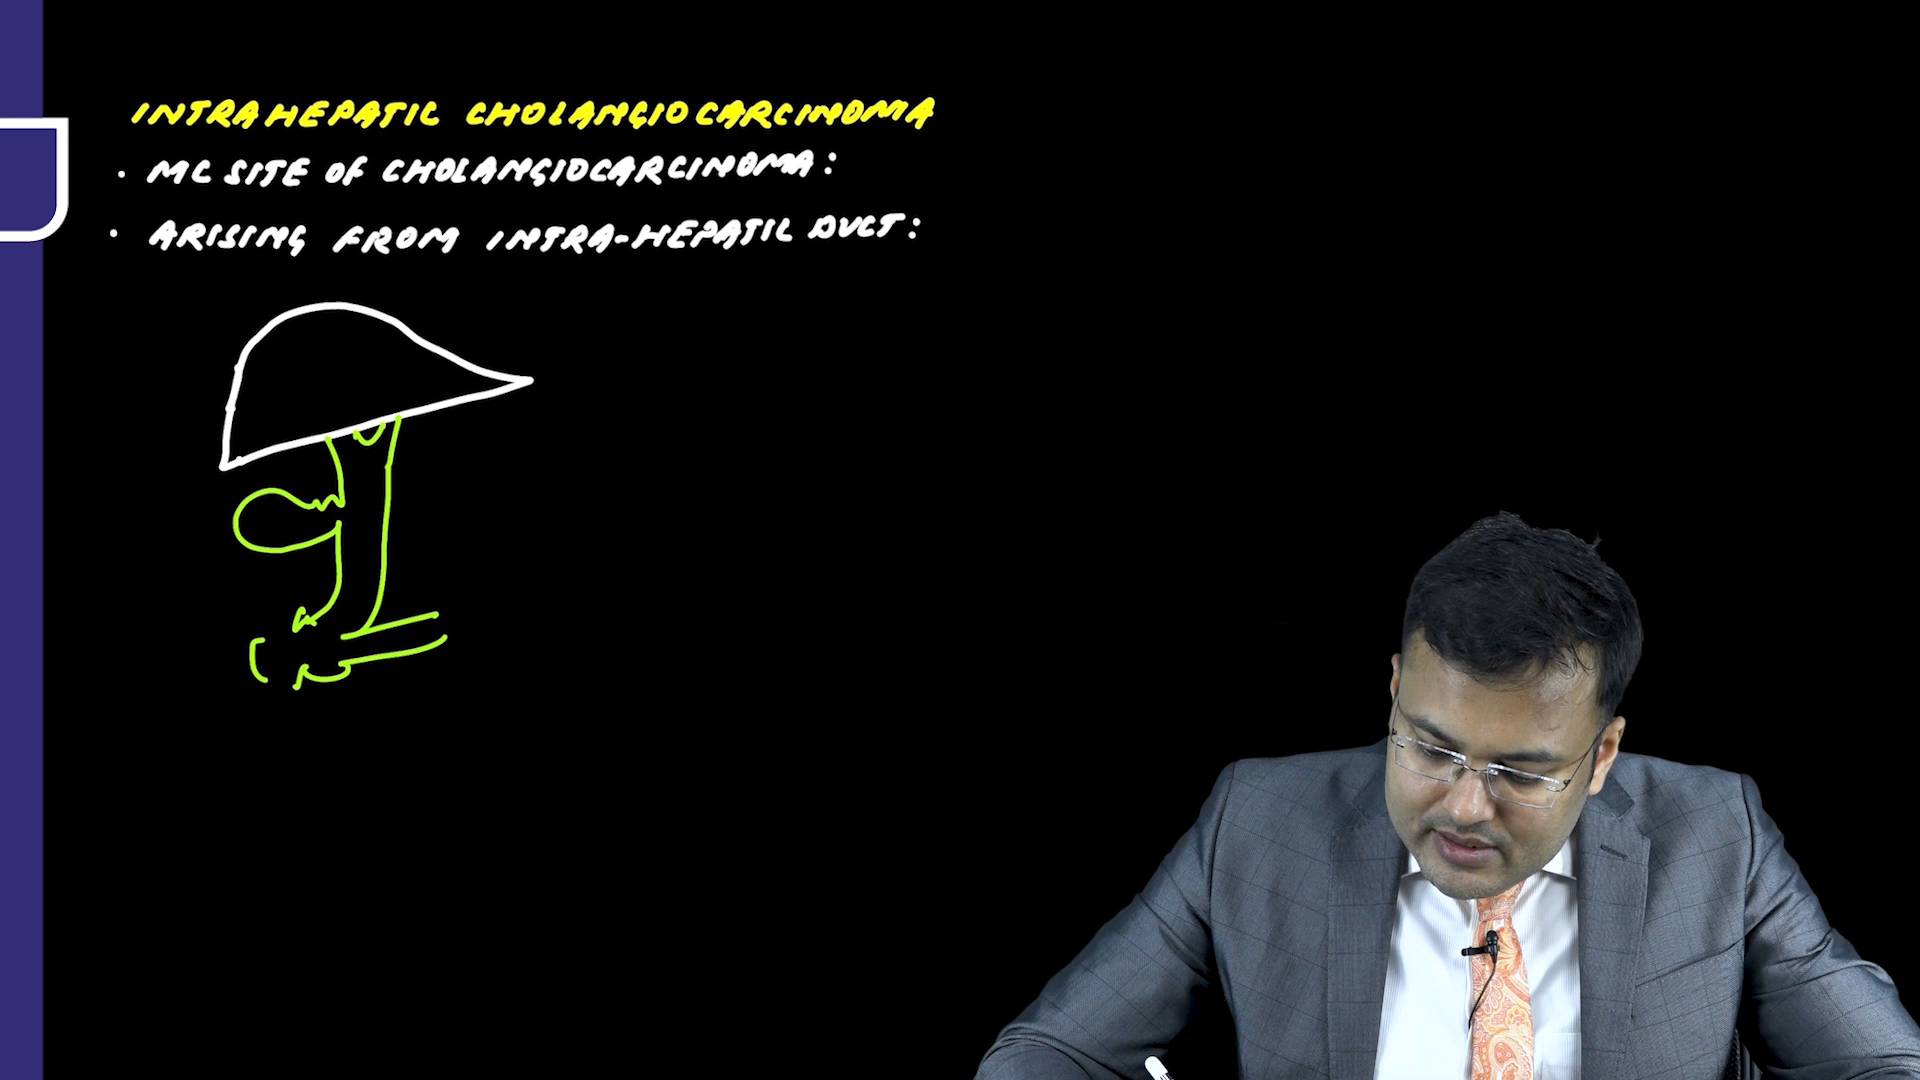 INTRAHEPATIC CHOLANGIOCARCINOMA
• MC SITE OF CHOLANGIOCARCINOMA:
• ARISING FROM INTRA-HEPATIC DUCT: